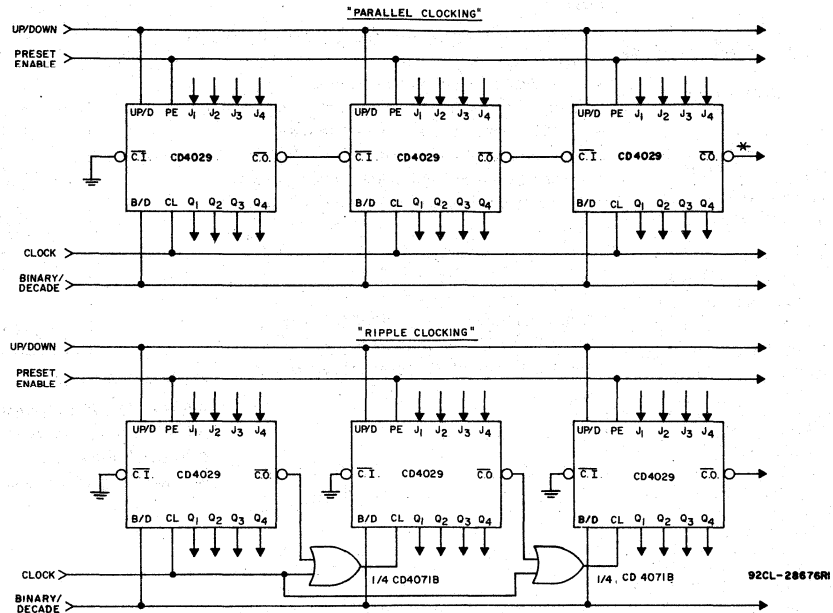 "PARALLEL CLOCKING"
UP/DOWN
PRESET
ENABLE
UP/D PE J1 J2 J3 J4
UP/D PE J1 J2 J3 J4
UP/D PE J1 J2 J3 J4
C.I. CD4029 C.O.
C.I. CD4029 C.O.
C.I. CD4029 C.O. *
B/D CL Q1 Q2 Q3 Q4
B/D CL Q1 Q2 Q3 Q4
B/D CL Q1 Q2 Q3 Q4
CLOCK
BINARY/
DECADE
"RIPPLE CLOCKING"
UP/DOWN
PRESET
ENABLE
UP/D PE J1 J2 J3 J4
UP/D PE J1 J2 J3 J4
UP/D PE J1 J2 J3 J4
C.I. CD4029 C.O.
C.I. CD4029 C.O.
C.I. CD4029 C.O.
B/D CL Q1 Q2 Q3 Q4
B/D CL Q1 Q2 Q3 Q4
B/D CL Q1 Q2 Q3 Q4
CLOCK
1/4 CD4071B
1/4 CD 4071B
92CL-28676R1
BINARY/
DECADE